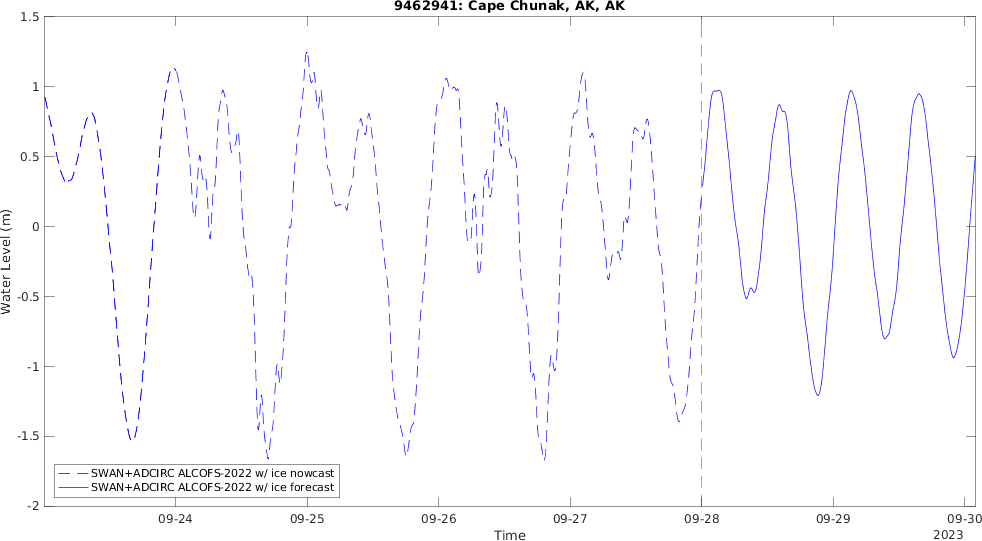 9462941: Cape Chunak, AK, AK
1.5
1
0.5
0
-0.5
-1
-1.5
-2
Water Level (m)
SWAN+ADCIRC ALCOFS-2022 w/ ice nowcast
SWAN+ADCIRC ALCOFS-2022 w/ ice forecast
09-24 09-25 09-26 09-27 09-28 09-29 09-30
Time
2023